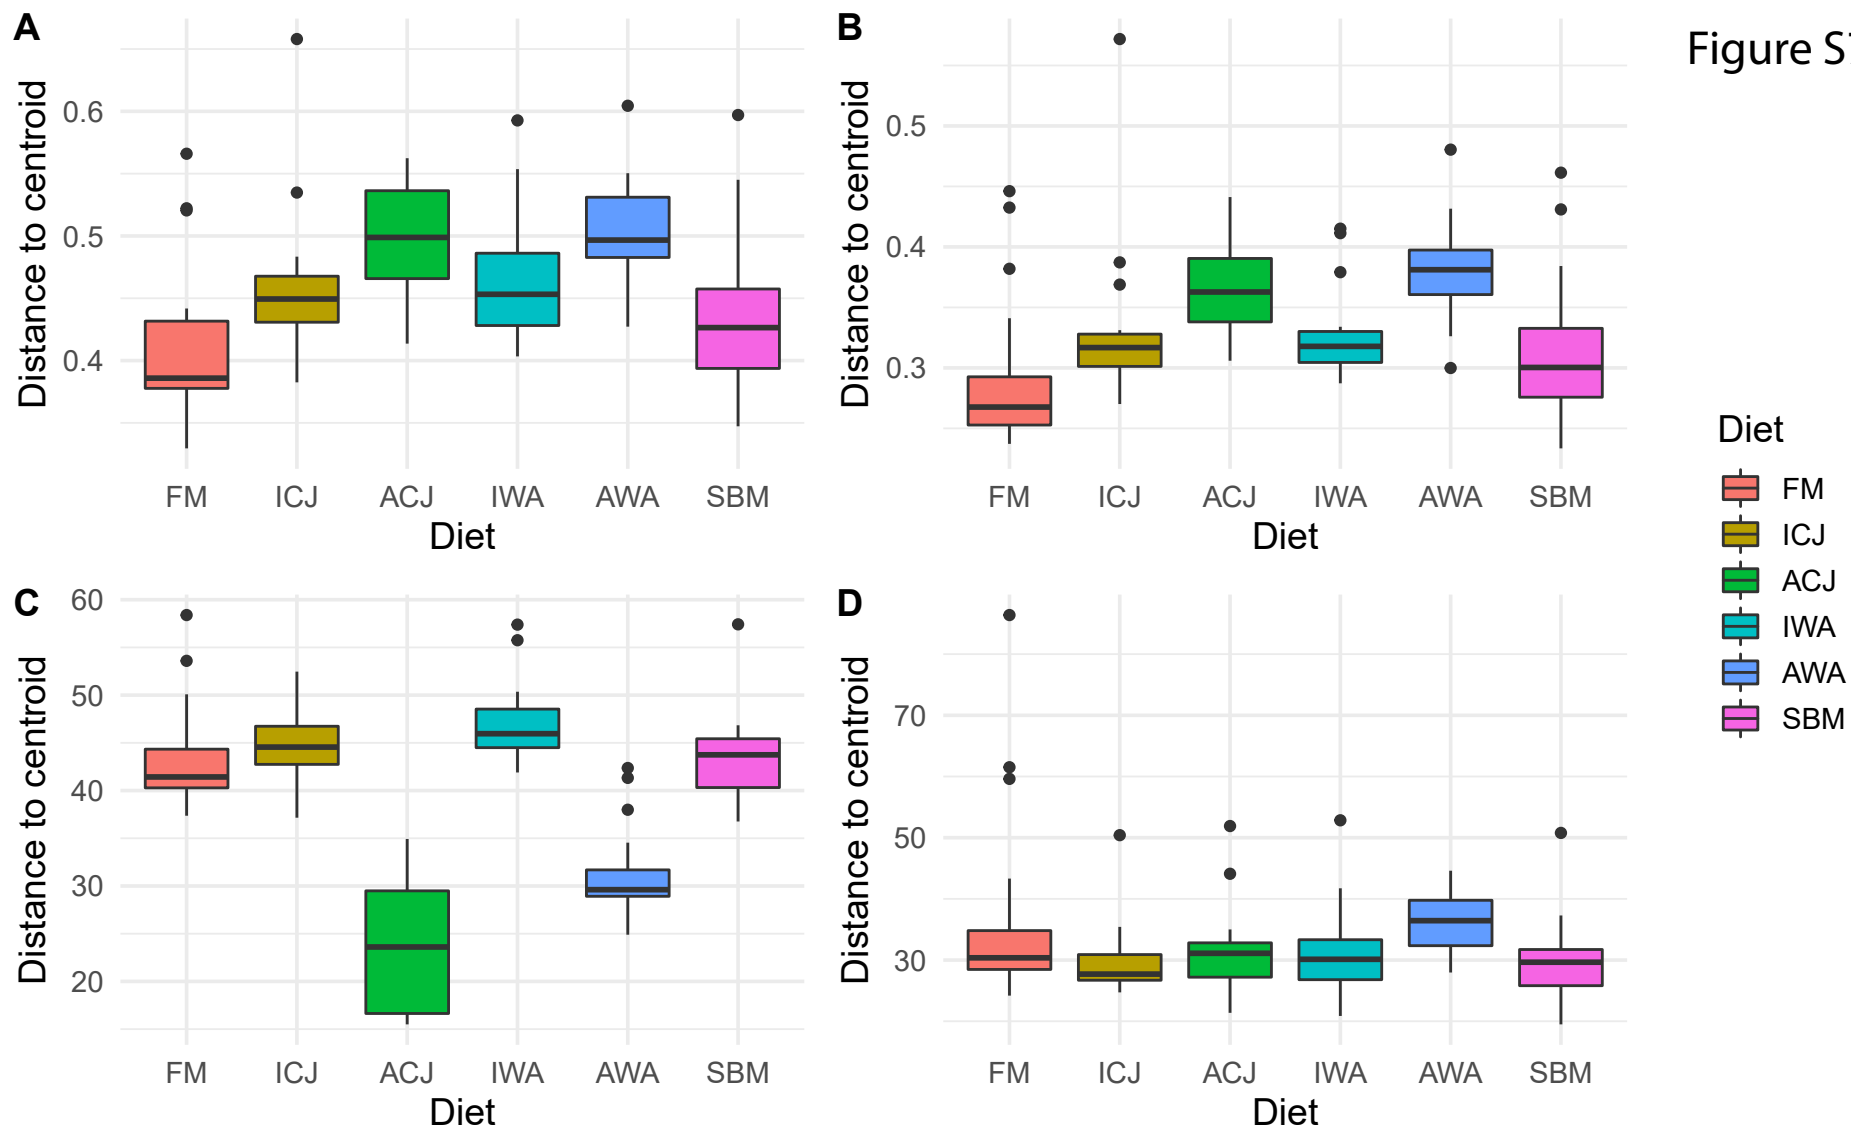 A
Distance to centroid
0.6
0.5
0.4
FM ICJ ACJ IWA AWA SBM
Diet
B
Distance to centroid
0.5
0.4
0.3
FM ICJ ACJ IWA AWA SBM
Diet
Figure
C
Distance to centroid
60
50
40
30
20
FM ICJ ACJ IWA AWA SBM
Diet
D
Distance to centroid
70
50
30
FM ICJ ACJ IWA AWA SBM
Diet
Diet
FM
ICJ
ACJ
IWA
AWA
SBM